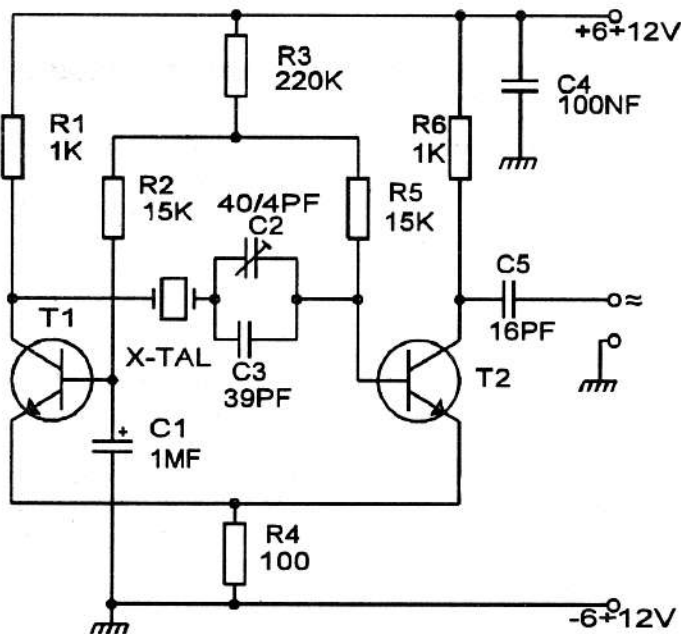 +6÷12V
R3
220K
C4
100NF
R1
1K
R6
1K
R2
15K
40/4PF
C2
R5
15K
C5
≈
T1
16PF
X-TAL
C3
39PF
T2
+
C1
1MF
R4
100
-6÷12V